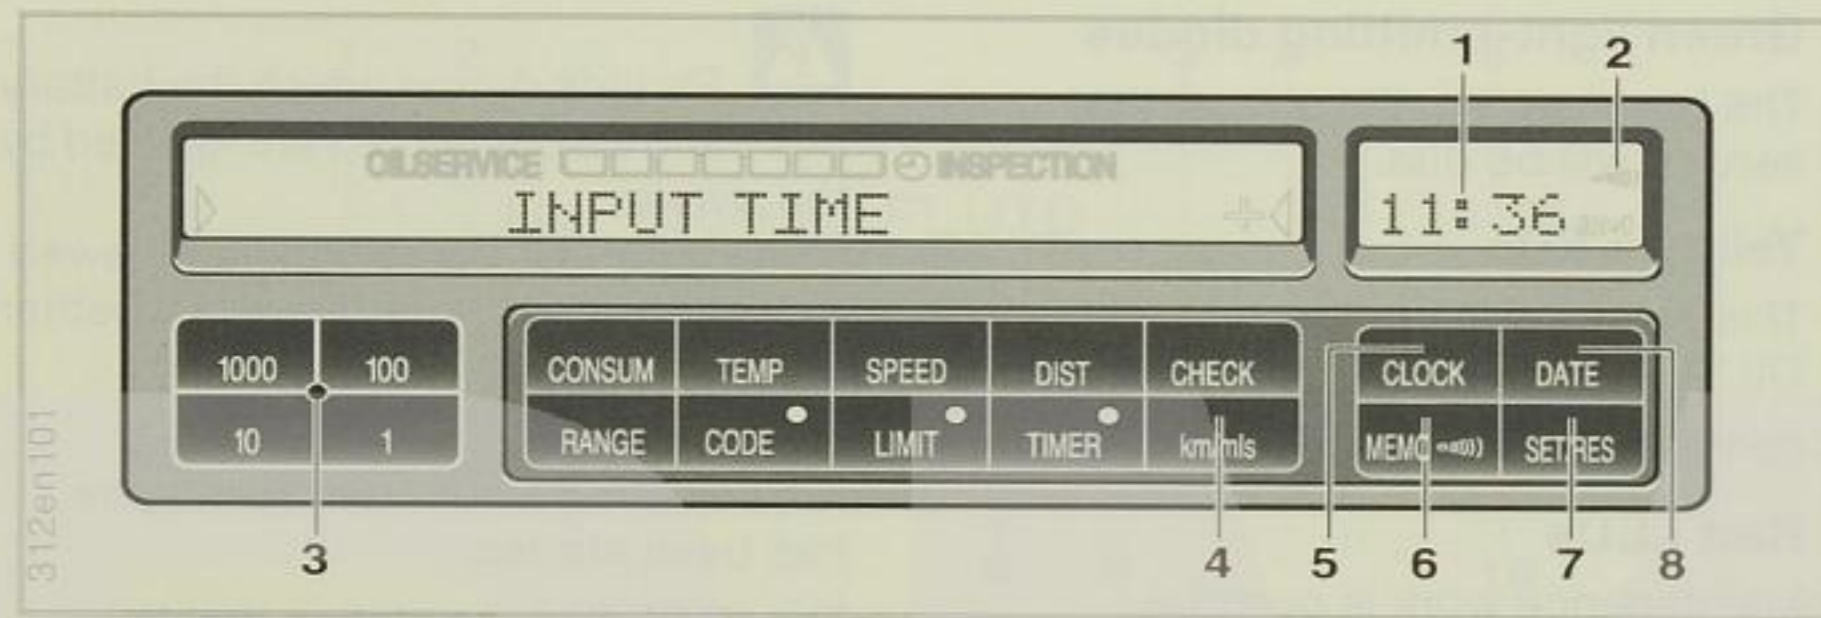 1 2
OILSERVICE INSPECTION
INPUT TIME
11:36
1000 100
10 1
CONSUM TEMP SPEED DIST CHECK
RANGE CODE LIMIT TIMER km/mls
CLOCK DATE
MEMO SET/RES
3 4 5 6 7 8
312en101